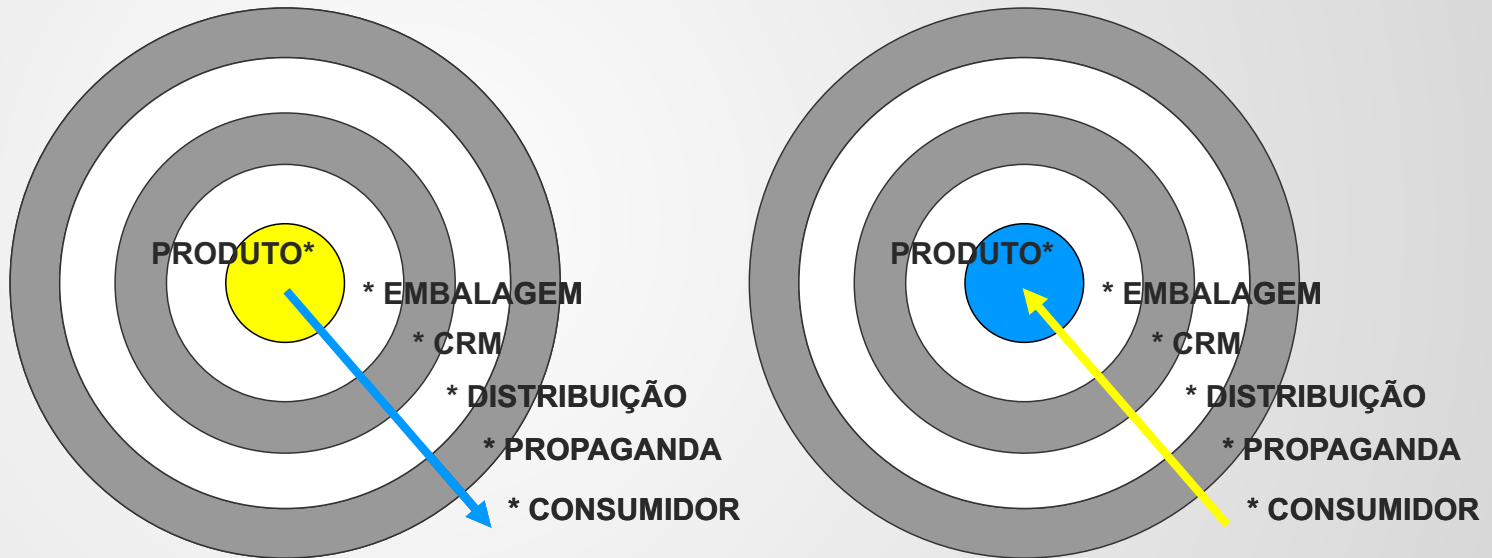 PRODUTO*
* EMBALAGEM
* CRM
* DISTRIBUIÇÃO
* PROPAGANDA
* CONSUMIDOR
PRODUTO*
* EMBALAGEM
* CRM
* DISTRIBUIÇÃO
* PROPAGANDA
* CONSUMIDOR